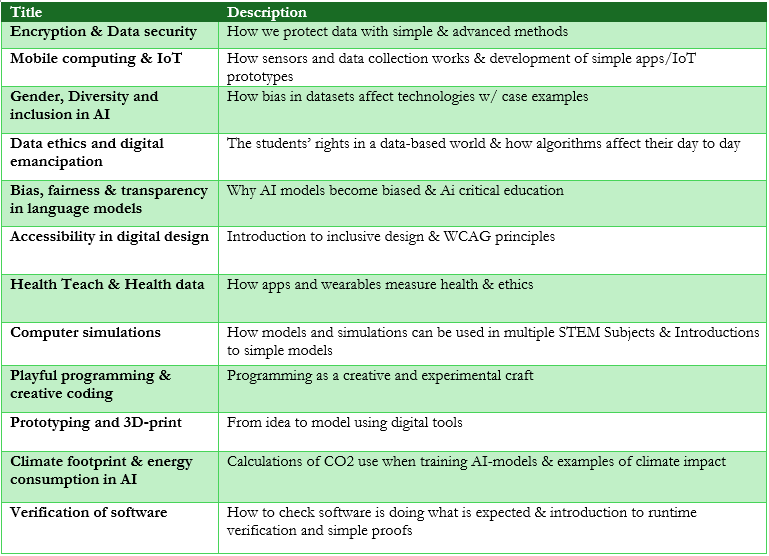 Title Description
Encryption & Data security How we protect data with simple & advanced methods
Mobile computing & IoT How sensors and data collection works & development of simple apps/IoT
prototypes
Gender, Diversity and How bias in datasets affect technologies w/ case examples
inclusion in AI
Data ethics and digital The students’ rights in a data-based world & how algorithms affect their day to day
emancipation
Bias, fairness & transparency Why AI models become biased & Ai critical education
in language models
Accessibility in digital design Introduction to inclusive design & WCAG principles
Health Teach & Health data How apps and wearables measure health & ethics
Computer simulations How models and simulations can be used in multiple STEM Subjects & Introductions
to simple models
Playful programming & Programming as a creative and experimental craft
creative coding
Prototyping and 3D-print From idea to model using digital tools
Climate footprint & energy Calculations of CO2 use when training AI-models & examples of climate impact
consumption in AI
Verification of software How to check software is doing what is expected & introduction to runtime
verification and simple proofs